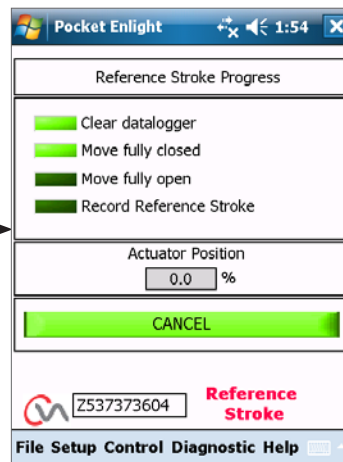 Pocket Enlight 1:54
Reference Stroke Progress
Clear datalogger
Move fully closed
Move fully open
Record Reference Stroke
Actuator Position
0.0 %
CANCEL
Z537373604
Reference
Stroke
File Setup Control Diagnostic Help